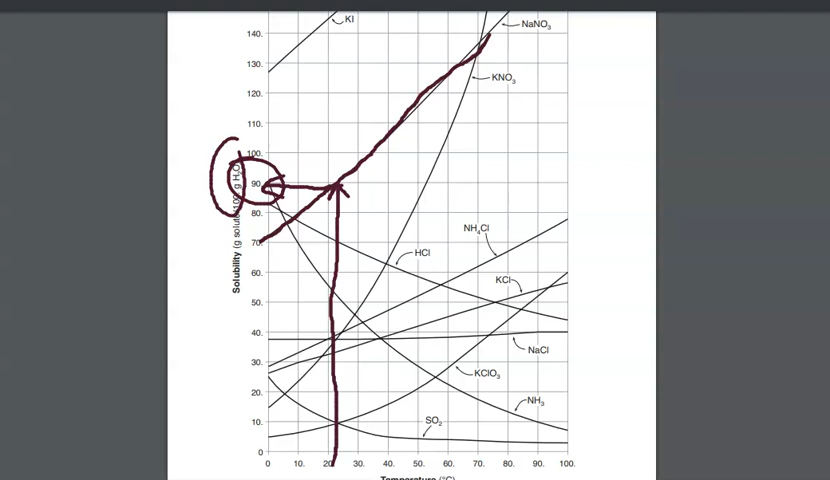 KI
NaNO3
140.
130.
KNO3
120.
110.
100.
90.
80.
70.
60.
50.
40.
30.
20.
10.
0
Solubility (g solute/100 g H2O)
NH4Cl
HCl
KCl
NaCl
KClO3
NH3
SO2
0 10. 20. 30. 40. 50. 60. 70. 80. 90. 100.
Temperature (°C)